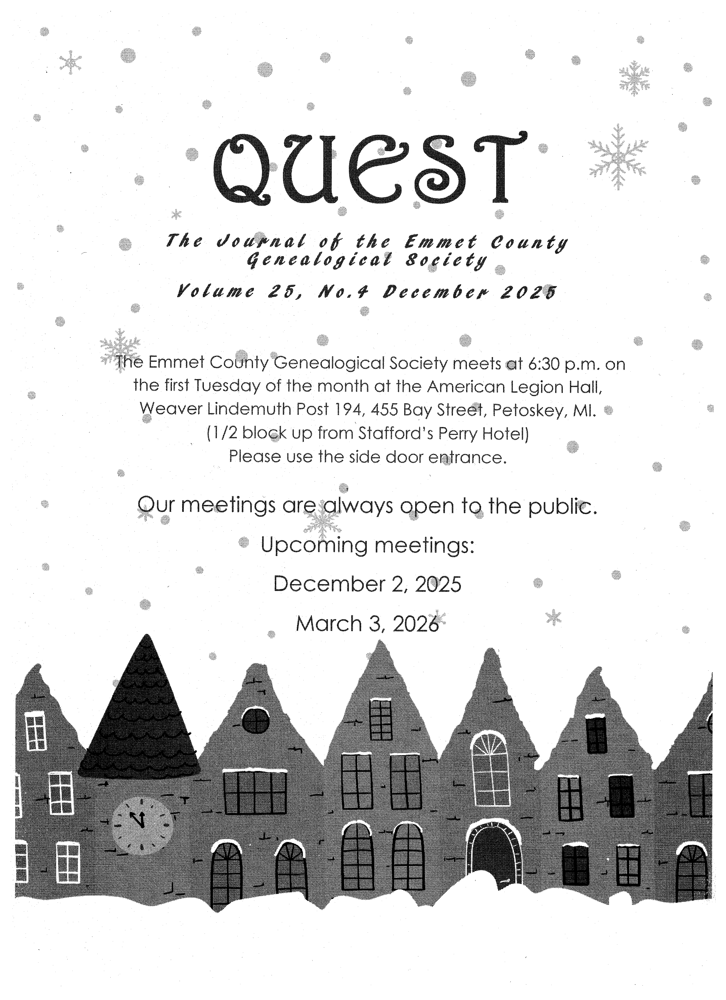 QUEST
The Journal of the Emmet County
Genealogical Society
Volume 25, No.4 December 2025
The Emmet County Genealogical Society meets at 6:30 p.m. on
the first Tuesday of the month at the American Legion Hall,
Weaver Lindemuth Post 194, 455 Bay Street, Petoskey, MI.
(1/2 block up from Stafford's Perry Hotel)
Please use the side door entrance.
Our meetings are always open to the public.
Upcoming meetings:
December 2, 2025
March 3, 2026